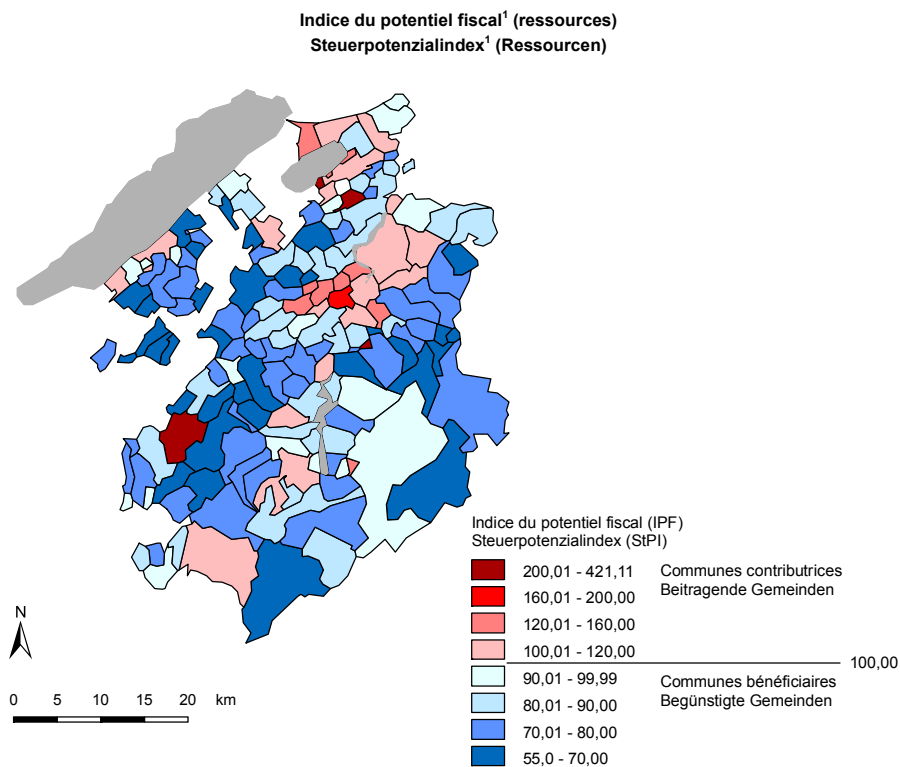 Indice du potentiel fiscal¹ (ressources)
Steuerpotenzialindex¹ (Ressourcen)
Indice du potentiel fiscal (IPF)
Steuerpotenzialindex (StPI)
200,01 - 421,11
Communes contributrices
160,01 - 200,00
Beitragende Gemeinden
120,01 - 160,00
100,01 - 120,00
100,00
90,01 - 99,99
Communes bénéficiaires
80,01 - 90,00
Begünstigte Gemeinden
70,01 - 80,00
55,0 - 70,00
N
0 5 10 15 20 km